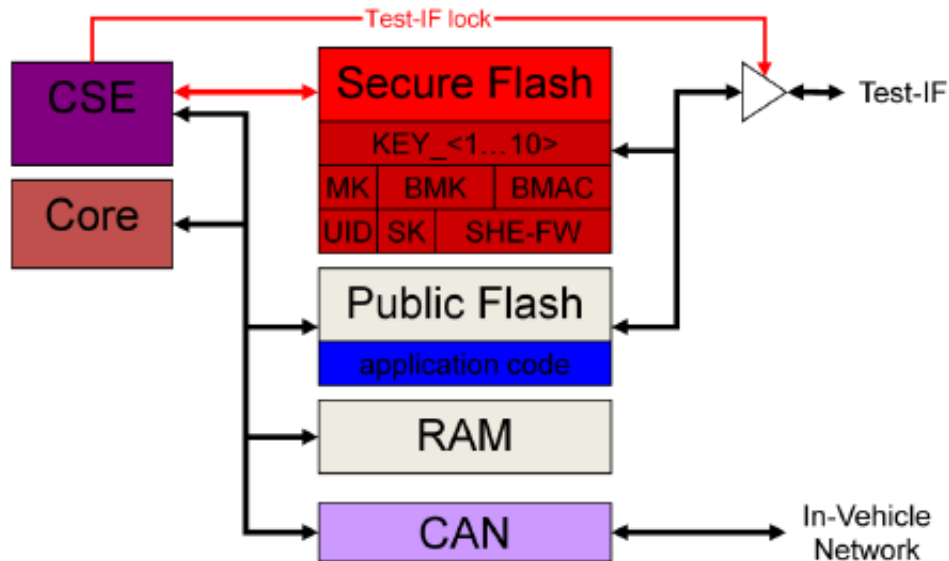 Test-IF lock
CSE
Secure Flash
Test-IF
KEY_<1...10>
MK BMK BMAC
Core
UID SK SHE-FW
Public Flash
application code
RAM
CAN
In-Vehicle
Network